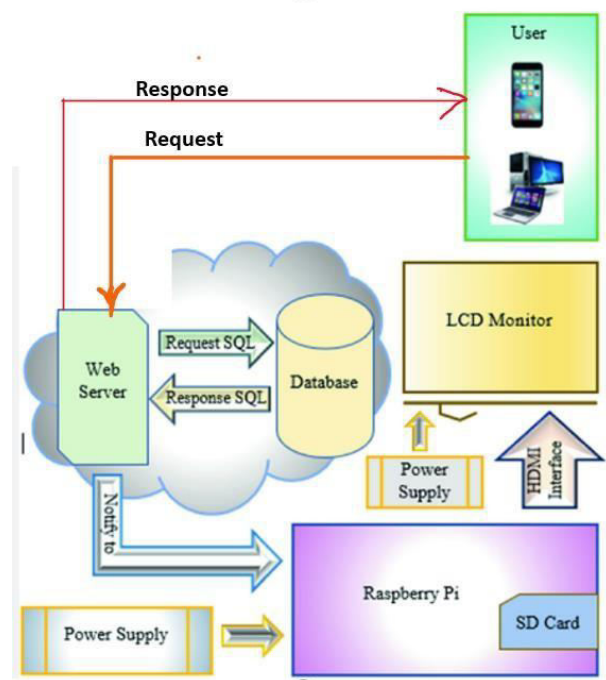 User
Response
Request
LCD Monitor
Request SQL
Web
Server
Database
Response SQL
Power
Supply
HDMI
Interface
Notify to
Raspberry Pi
SD Card
Power Supply